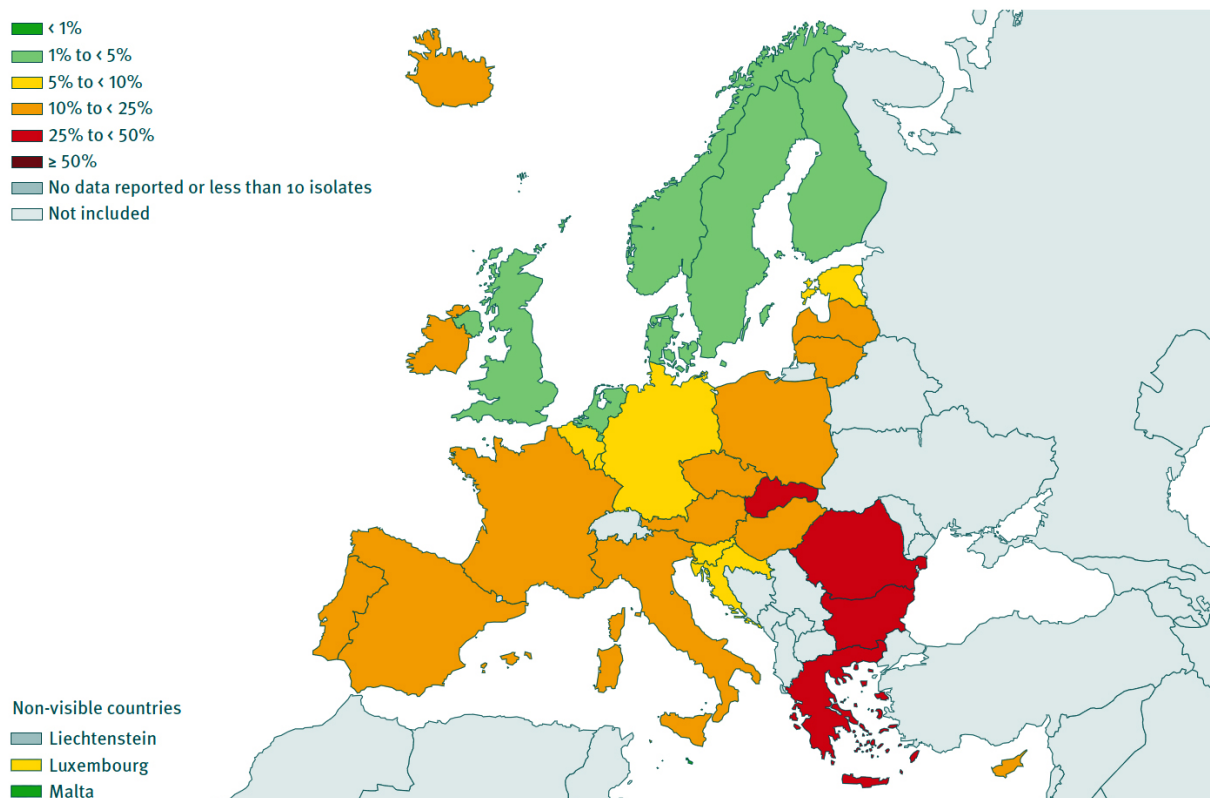 < 1%
1% to < 5%
5% to < 10%
10% to < 25%
25% to < 50%
≥ 50%
No data reported or less than 10 isolates
Not included
Non-visible countries
Liechtenstein
Luxembourg
Malta